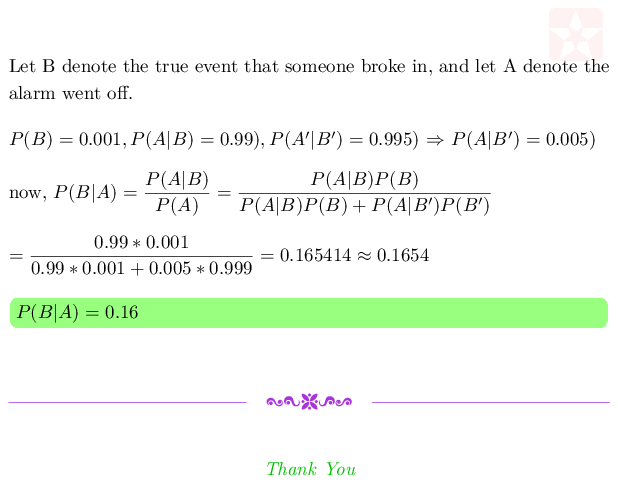 Let B denote the true event that someone broke in, and let A denote the
alarm went off.
P(B) = 0.001, P(A|B) = 0.99), P(A′|B′) = 0.995) ⇒ P(A|B′) = 0.005)
now, P(B|A) = \frac{P(A|B)}{P(A)} = \frac{P(A|B)P(B)}{P(A|B)P(B) + P(A|B′)P(B′)}
= \frac{0.99 * 0.001}{0.99 * 0.001 + 0.005 * 0.999} = 0.165414 ≈ 0.1654
P(B|A) = 0.16
Thank You